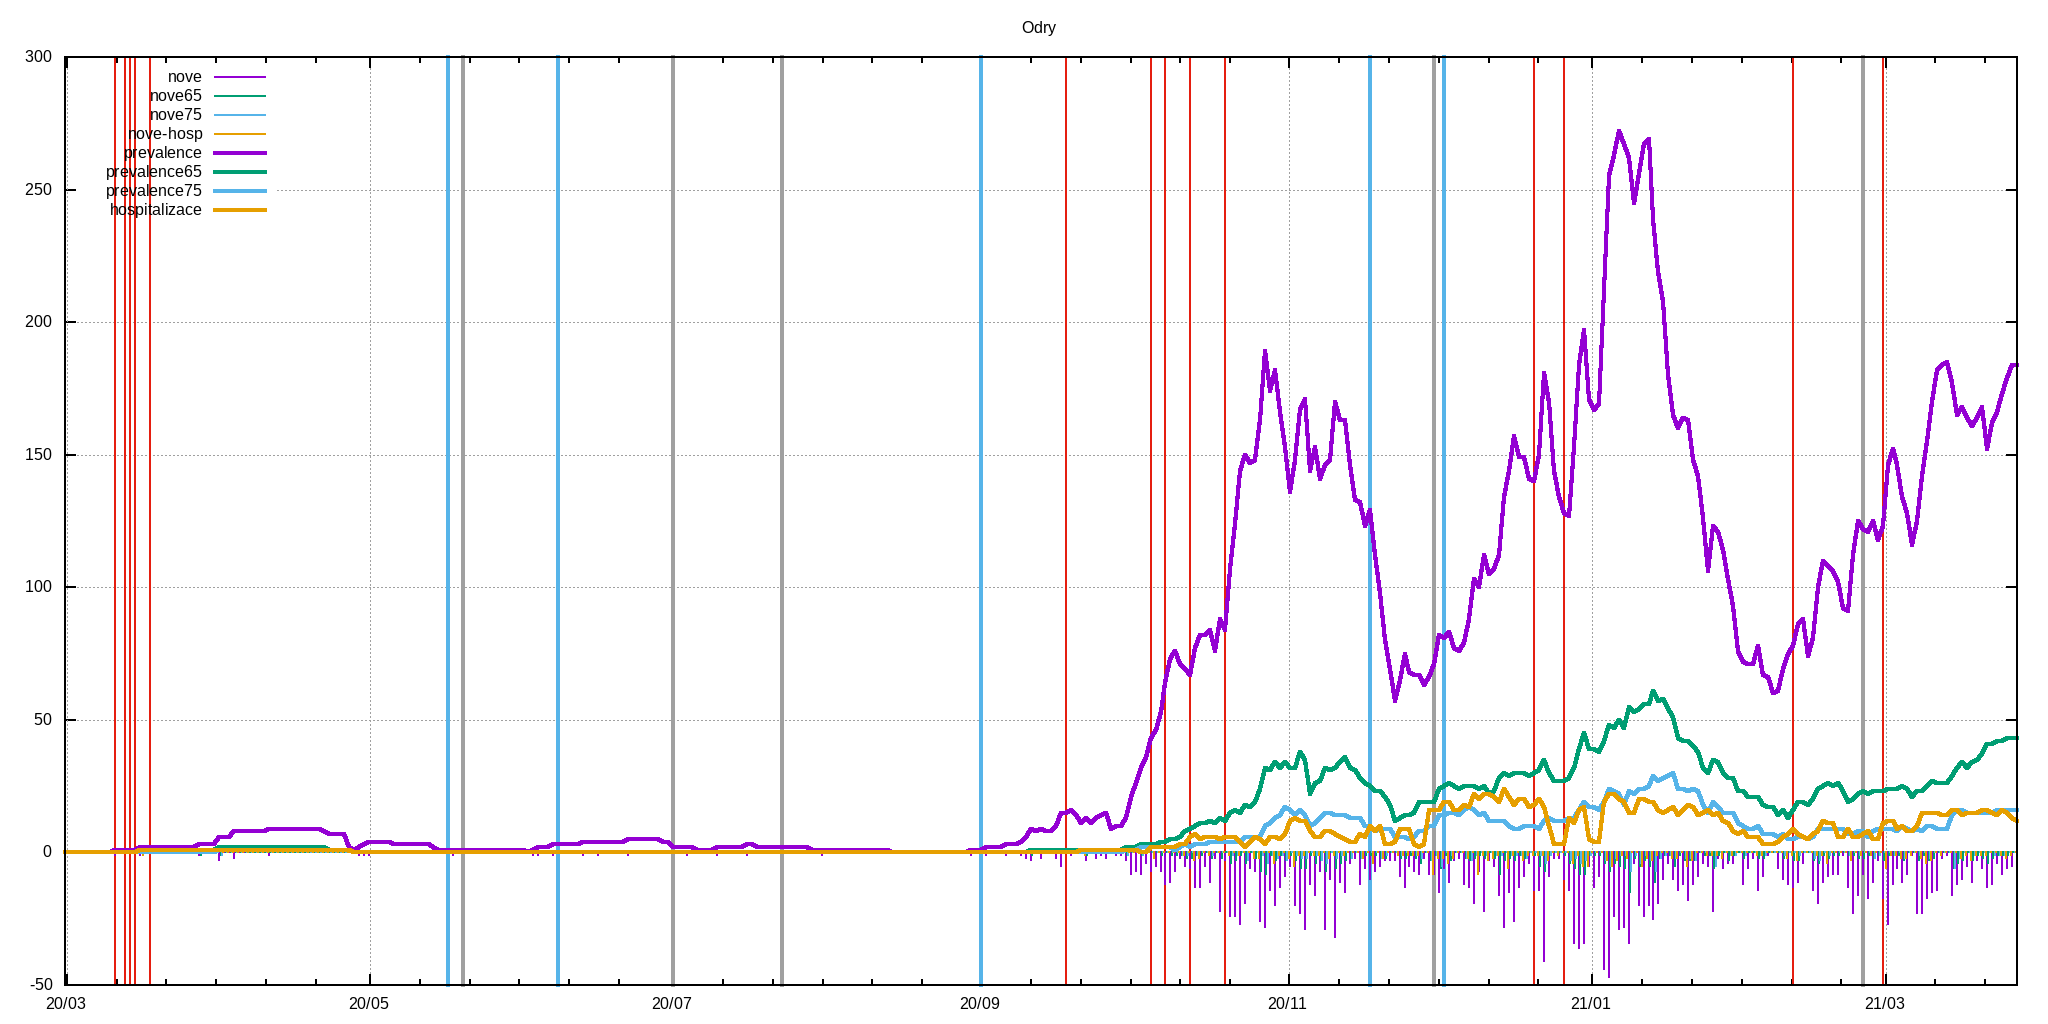 Odry
300
250
200
150
100
50
0
-50
nove
nove65
nove75
nove-hosp
prevalence
prevalence65
prevalence75
hospitalizace
20/03
20/05
20/07
20/09
20/11
21/01
21/03